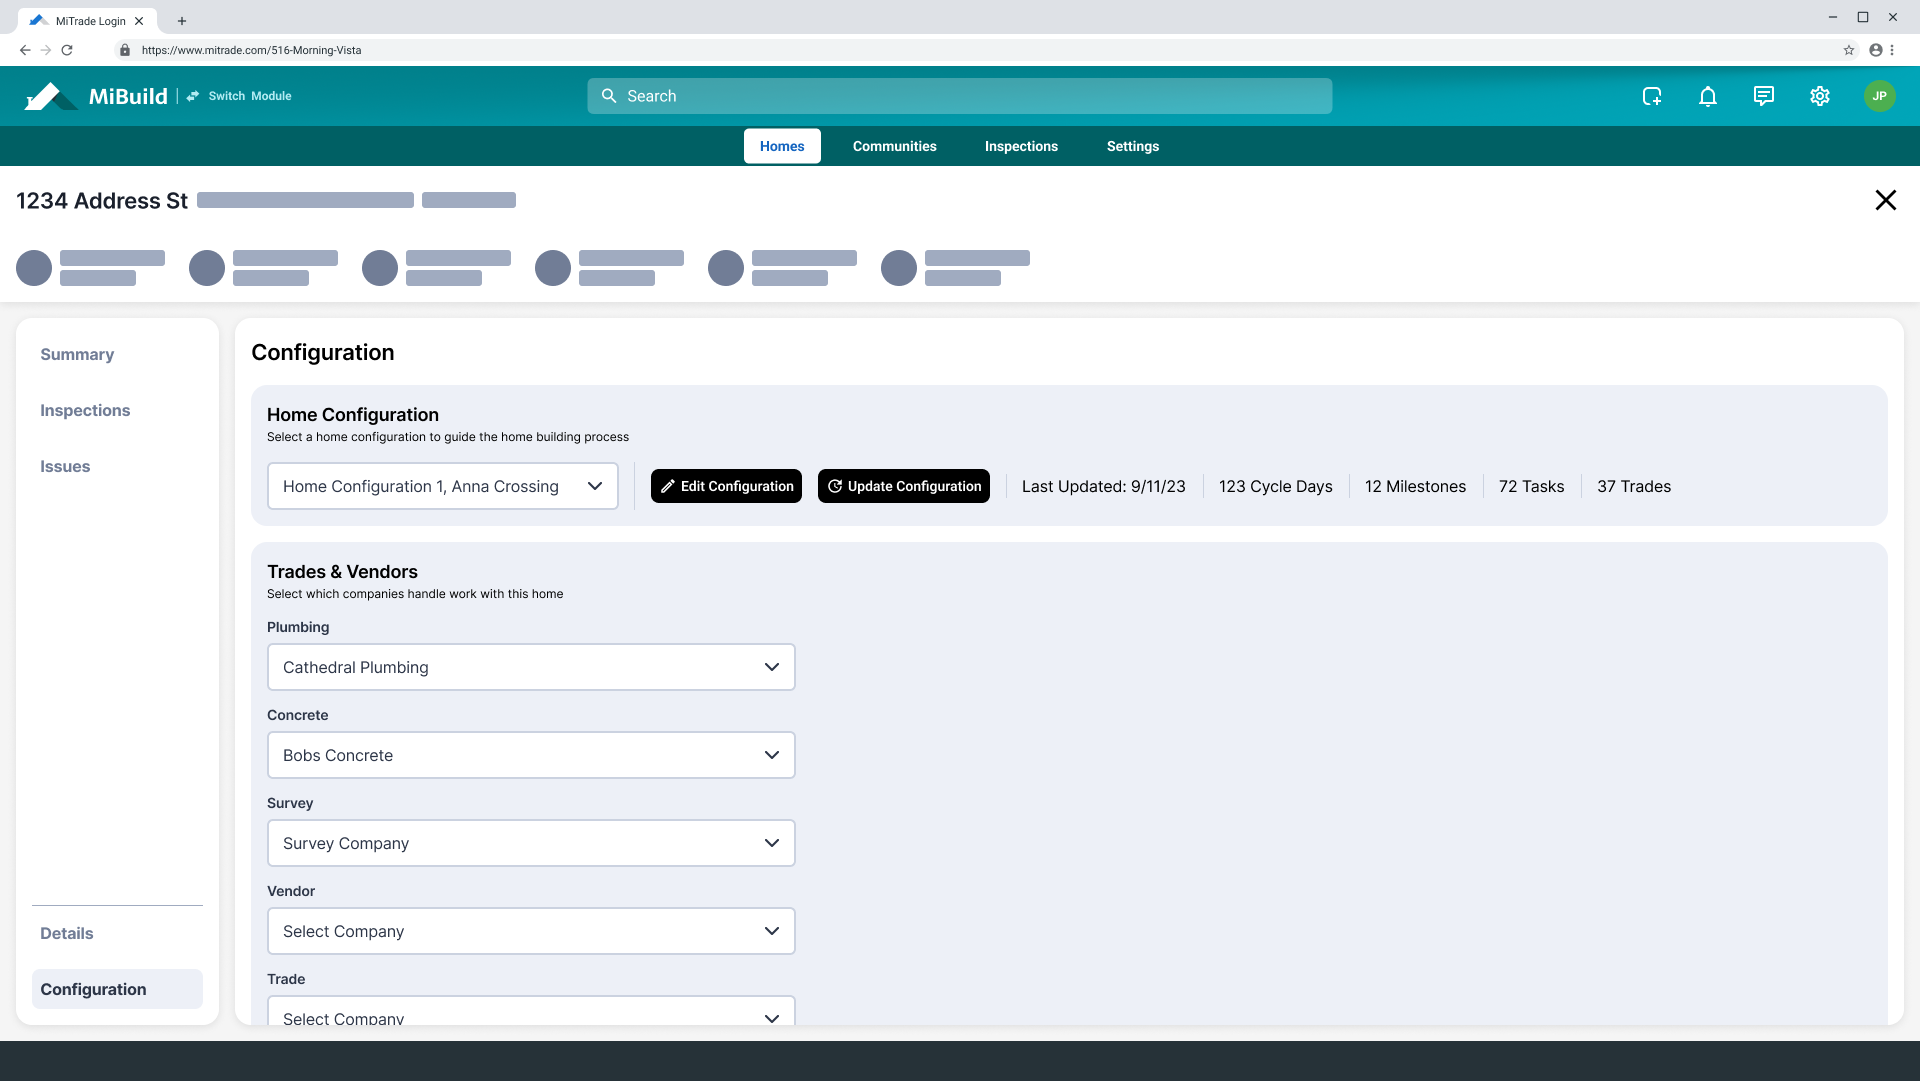 MiTrade Login
https://www.mitrade.com/516-Morning-Vista
MiBuild
Switch Module
Search
JP
Homes
Communities
Inspections
Settings
1234 Address St
Summary
Inspections
Issues
Details
Configuration
Configuration
Home Configuration
Select a home configuration to guide the home building process
Home Configuration 1, Anna Crossing
Edit Configuration
Update Configuration
Last Updated: 9/11/23
123 Cycle Days
12 Milestones
72 Tasks
37 Trades
Trades & Vendors
Select which companies handle work with this home
Plumbing
Cathedral Plumbing
Concrete
Bobs Concrete
Survey
Survey Company
Vendor
Select Company
Trade
Select Company